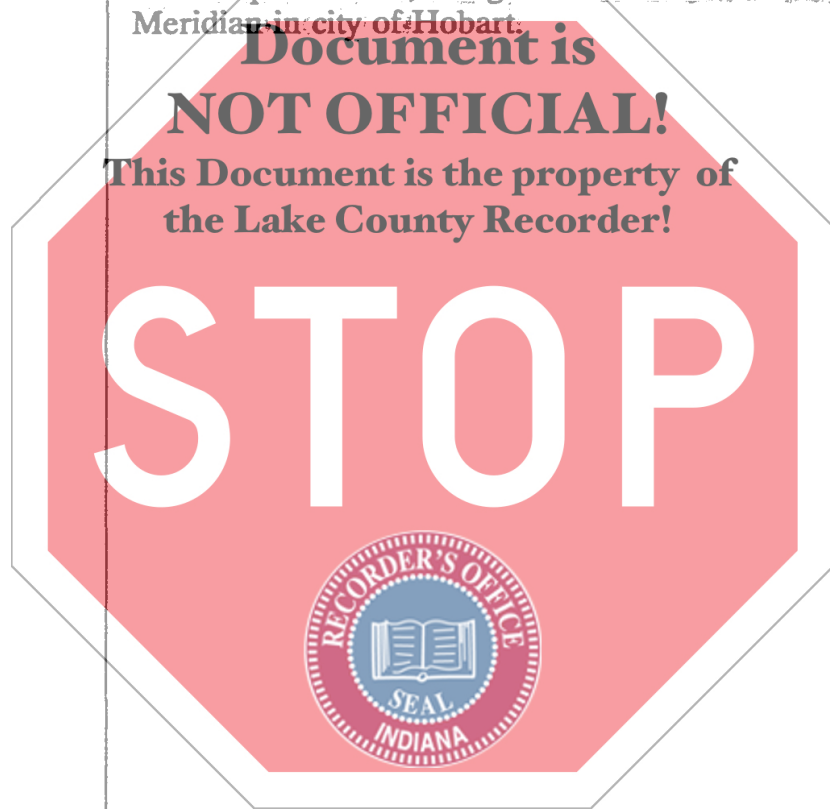 Meridian in city of Hobart.
Document is
NOT OFFICIAL!
This Document is the property of
the Lake County Recorder!
STOP
RECORDER'S OFFICE
SEAL
INDIANA